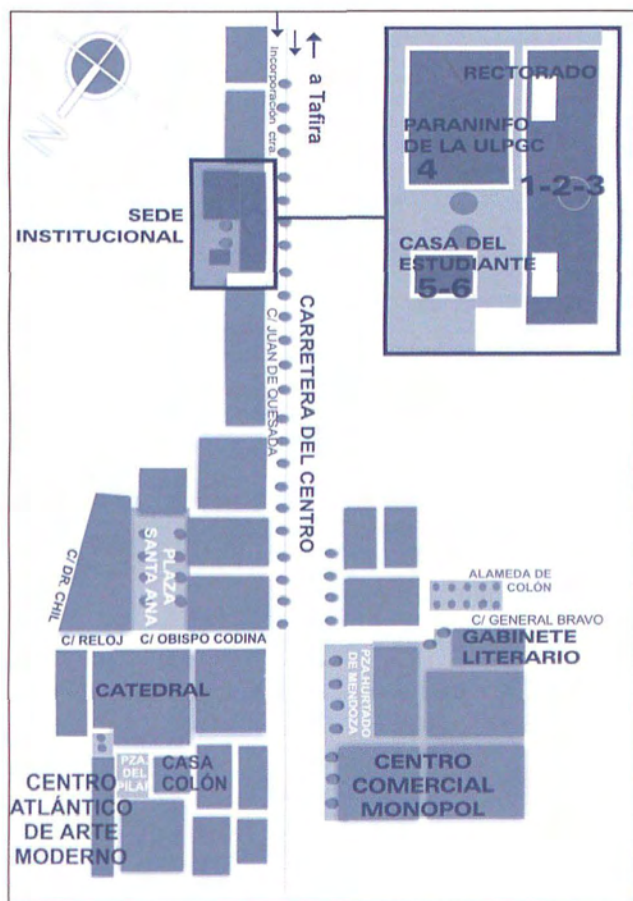 N
Incorporación ctra.
a Tafira
SEDE
INSTITUCIONAL
RECTORADO
PARANINFO
DE LA ULPGC
4
1-2-3
CASA DEL
ESTUDIANTE
5-6
C/ JUAN DE QUESADA
CARRETERA DEL CENTRO
PLAZA
SANTA ANA
C/ DR. CHIL
C/ RELOJ
C/ OBISPO CODINA
ALAMEDA DE
COLÓN
C/ GENERAL BRAVO
GABINETE
LITERARIO
PZA.HURTADO
DE MENDOZA
CATEDRAL
PZA.
DEL
PILAR
CASA
COLÓN
CENTRO
ATLÁNTICO
DE ARTE
MODERNO
CENTRO
COMERCIAL
MONOPOL